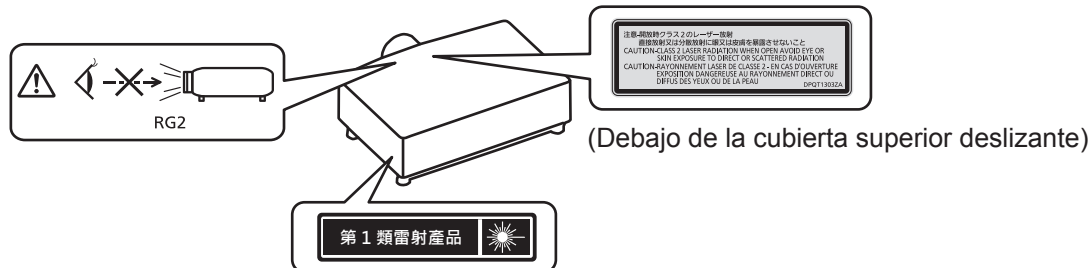 RG2
注意-開放時クラス2のレーザー放射
直接放射又は分散放射に眼又は皮膚を暴露させないこと
CAUTION-CLASS 2 LASER RADIATION WHEN OPEN AVOID EYE OR
SKIN EXPOSURE TO DIRECT OR SCATTERED RADIATION
CAUTION-RAYONNEMENT LASER DE CLASSE 2 - EN CAS D'OUVERTURE
EXPOSITION DANGEREUSE AU RAYONNEMENT DIRECT OU
DIFFUS DES YEUX OU DE LA PEAU
DPQT1303ZA
(Debajo de la cubierta superior deslizante)
第1類雷射產品